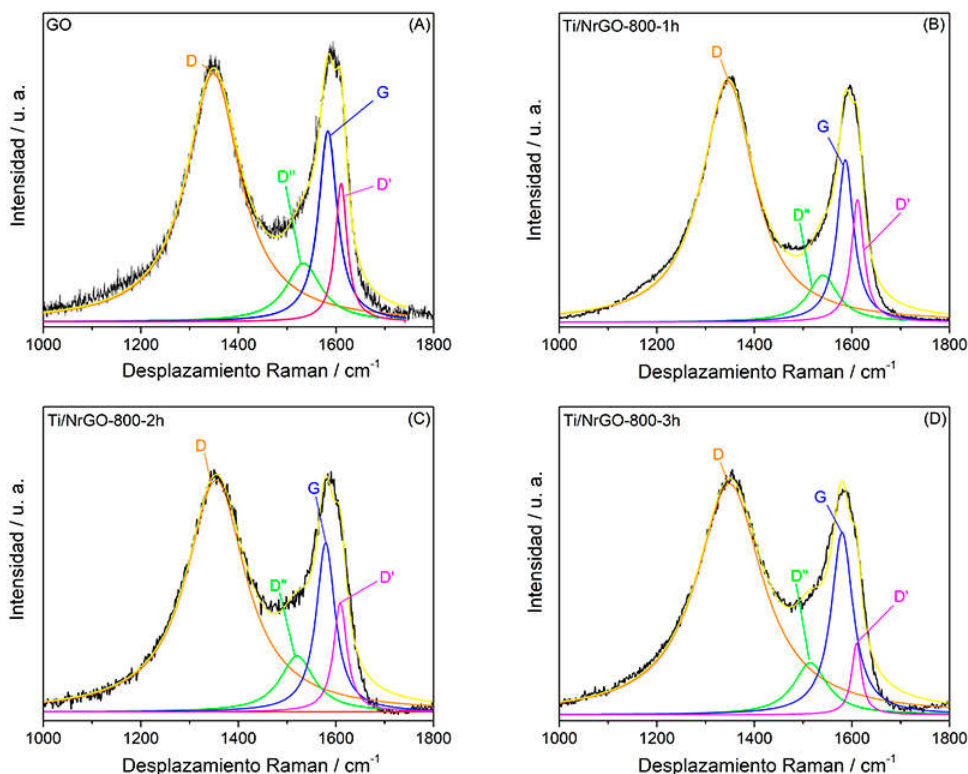 GO
(A)
D
G
D"
D'
Intensidad / u. a.
1000
1200
1400
1600
1800
Desplazamiento Raman / cm⁻¹
Ti/NrGO-800-1h
(B)
D
G
D"
D'
Intensidad / u. a.
1000
1200
1400
1600
1800
Desplazamiento Raman / cm⁻¹
Ti/NrGO-800-2h
(C)
D
G
D"
D'
Intensidad / u. a.
1000
1200
1400
1600
1800
Desplazamiento Raman / cm⁻¹
Ti/NrGO-800-3h
(D)
D
G
D"
D'
Intensidad / u. a.
1000
1200
1400
1600
1800
Desplazamiento Raman / cm⁻¹